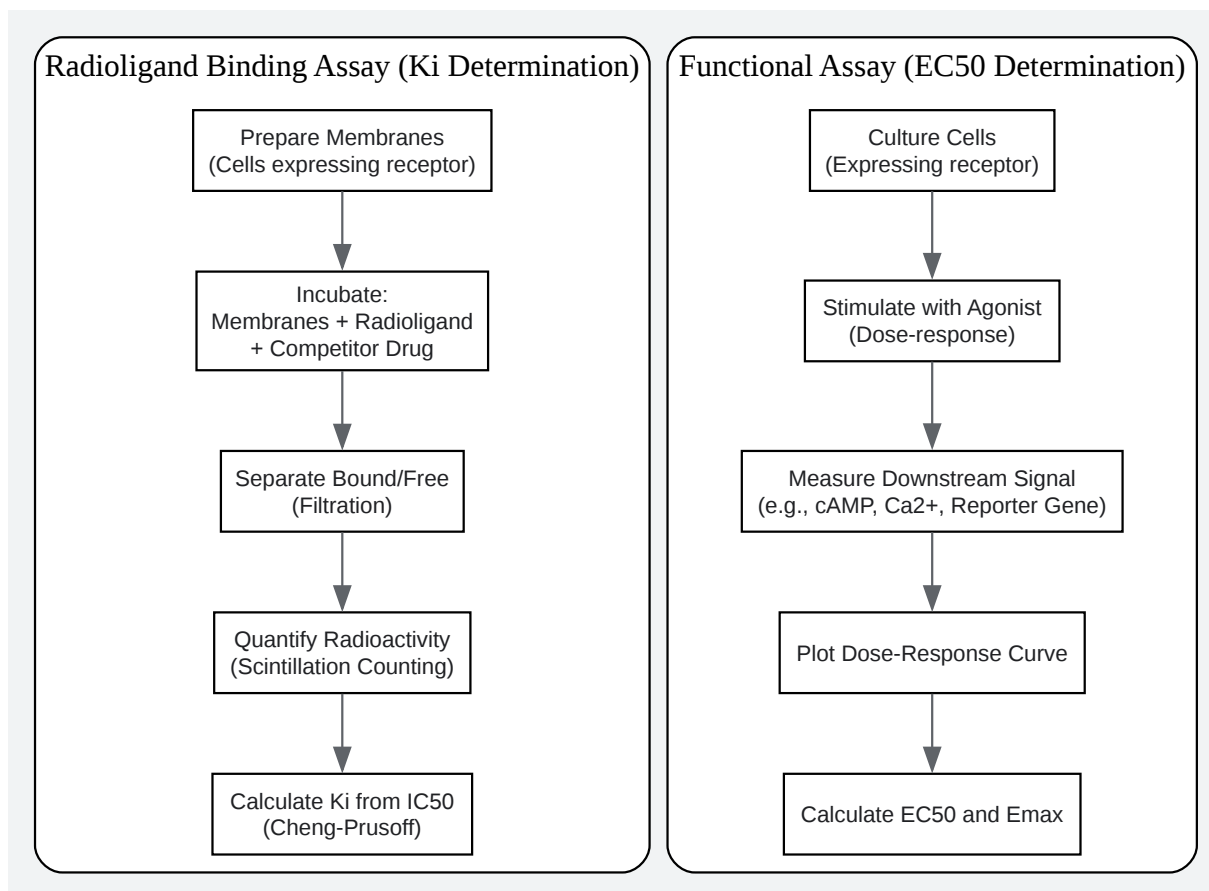 Radioligand Binding Assay (Ki Determination)
Prepare Membranes
(Cells expressing receptor)
Incubate:
Membranes + Radioligand
+ Competitor Drug
Separate Bound/Free
(Filtration)
Quantify Radioactivity
(Scintillation Counting)
Calculate Ki from IC50
(Cheng-Prusoff)
Functional Assay (EC50 Determination)
Culture Cells
(Expressing receptor)
Stimulate with Agonist
(Dose-response)
Measure Downstream Signal
(e.g., cAMP, Ca2+, Reporter Gene)
Plot Dose-Response Curve
Calculate EC50 and Emax